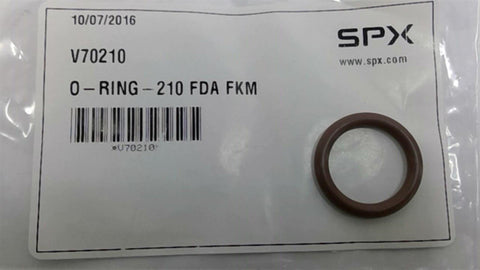 10/07/2016
SPX
www.spx.com
V70210
O-RING-210 FDA FKM
*V70210*